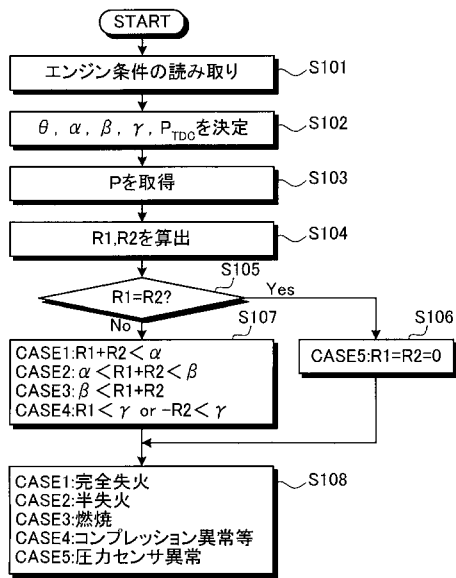 START
エンジン条件の読み取り
S101
θ, α, β, γ, PTDCを決定
S102
Pを取得
S103
R1,R2を算出
S104
R1=R2?
S105
Yes
No
S107
CASE1:R1+R2<α
CASE2:α<R1+R2<β
CASE3:β<R1+R2
CASE4:R1<γ or -R2<γ
S106
CASE5:R1=R2=0
CASE1:完全失火
CASE2:半失火
CASE3:燃焼
CASE4:コンプレッション異常等
CASE5:圧力センサ異常
S108